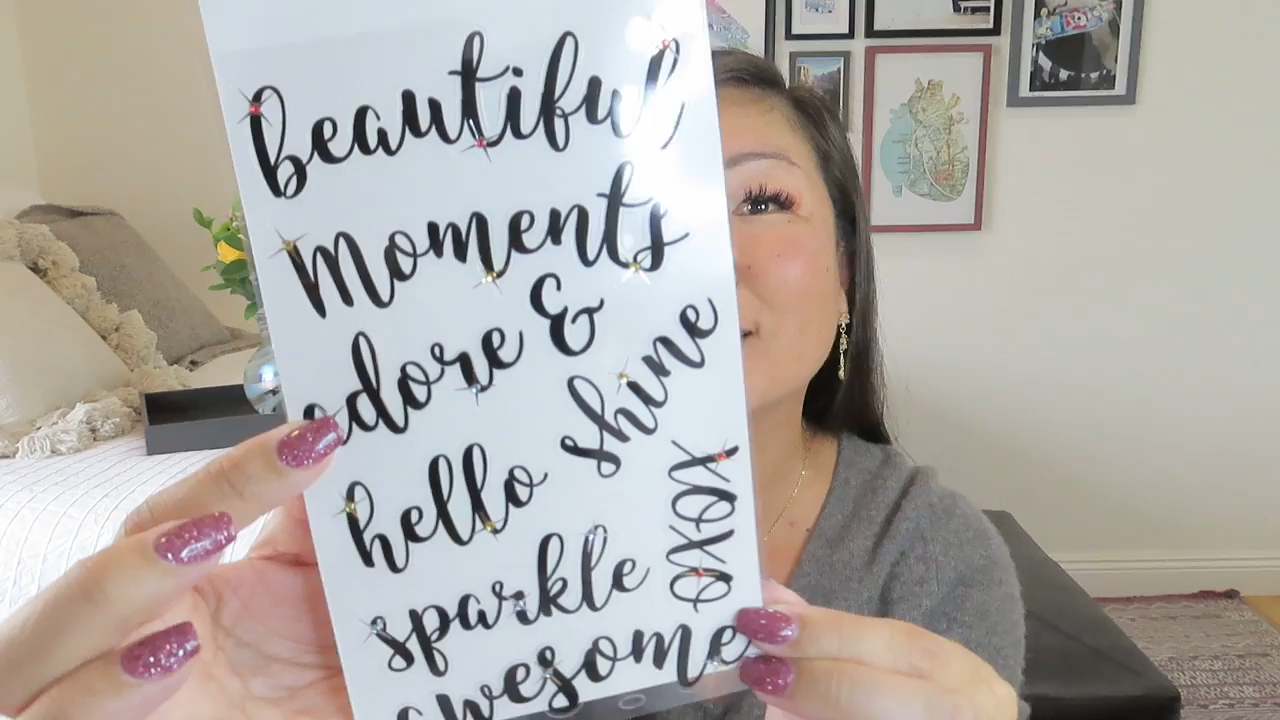 beautiful
moments
adore &
shine
hello
xoxo
sparkle
awesome